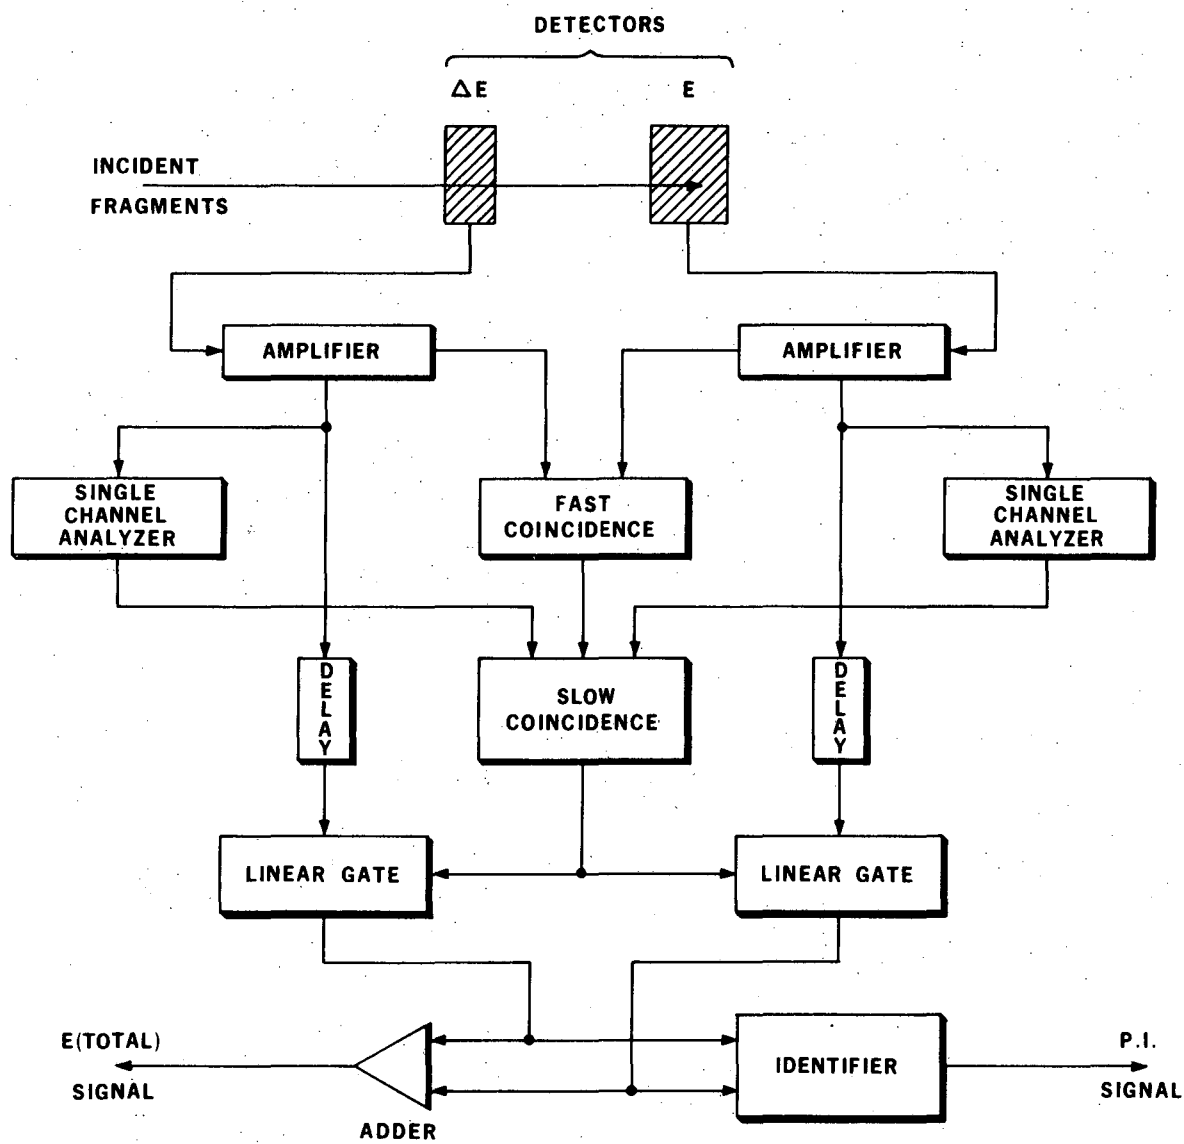 DETECTORS
ΔE
E
INCIDENT
FRAGMENTS
AMPLIFIER
AMPLIFIER
SINGLE
CHANNEL
ANALYZER
FAST
COINCIDENCE
SINGLE
CHANNEL
ANALYZER
DELAY
SLOW
COINCIDENCE
DELAY
LINEAR GATE
LINEAR GATE
E(TOTAL)
SIGNAL
ADDER
IDENTIFIER
P.I.
SIGNAL